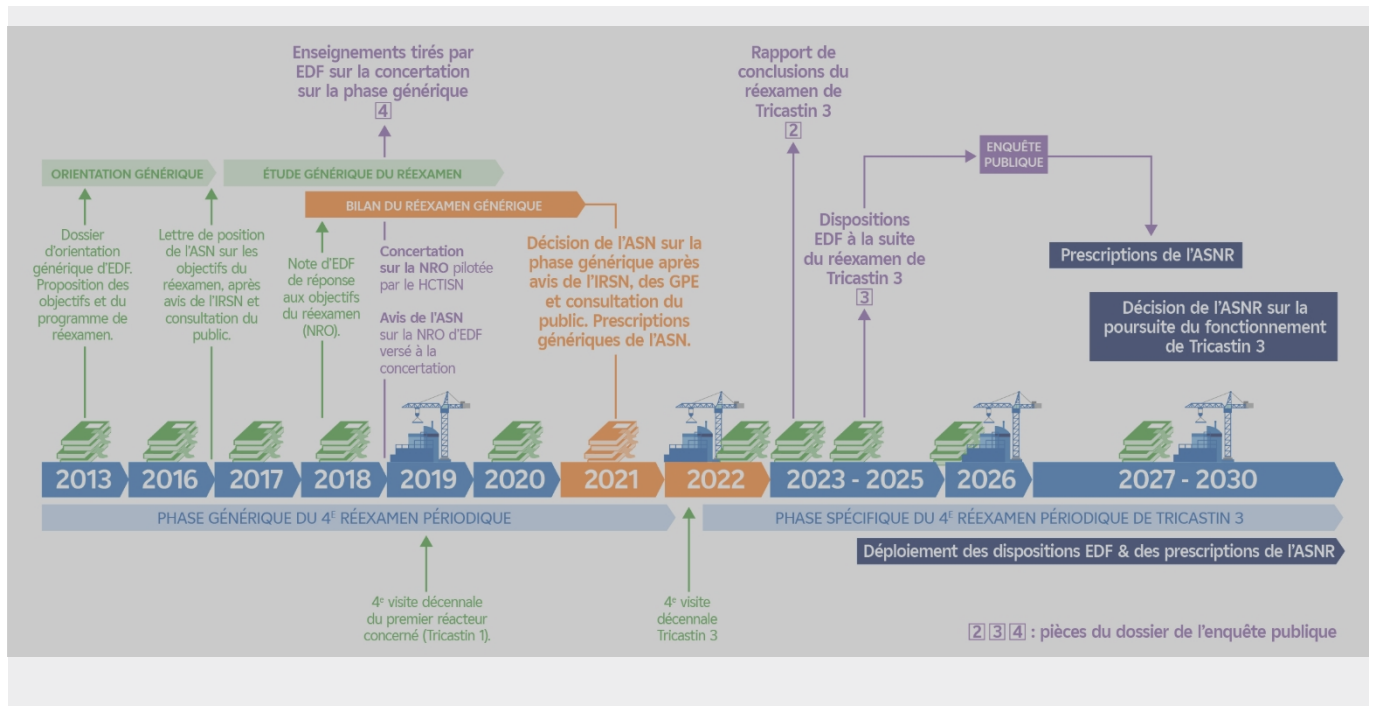 Enseignements tirés par
EDF sur la concertation
sur la phase générique
4
Rapport de
conclusions du
réexamen de
Tricastin 3
2
ENQUÊTE
PUBLIQUE
ORIENTATION GÉNÉRIQUE
ÉTUDE GÉNÉRIQUE DU RÉEXAMEN
BILAN DU RÉEXAMEN GÉNÉRIQUE
Dossier
d'orientation
générique d'EDF.
Proposition des
objectifs et du
programme de
réexamen.
Lettre de position
de l'ASN sur les
objectifs du
réexamen, après
avis de l'IRSN et
consultation du
public.
Note d'EDF
de réponse
aux objectifs
du réexamen
(NRO).
Concertation
sur la NRO pilotée
par le HCTISN
Avis de l'ASN
sur la NRO d'EDF
versé à la
concertation
Décision de l'ASN sur la
phase générique après
avis de l'IRSN, des GPE
et consultation du
public. Prescriptions
génériques de l'ASN.
Dispositions
EDF à la suite
du réexamen de
Tricastin 3
3
Prescriptions de l'ASNR
Décision de l'ASNR sur la
poursuite du fonctionnement
de Tricastin 3
2013
2016
2017
2018
2019
2020
2021
2022
2023 - 2025
2026
2027 - 2030
PHASE GÉNÉRIQUE DU 4E RÉEXAMEN PÉRIODIQUE
PHASE SPÉCIFIQUE DU 4E RÉEXAMEN PÉRIODIQUE DE TRICASTIN 3
Déploiement des dispositions EDF & des prescriptions de l'ASNR
4e visite décennale
du premier réacteur
concerné (Tricastin 1).
4e visite
décennale
Tricastin 3
2 3 4 : pièces du dossier de l'enquête publique